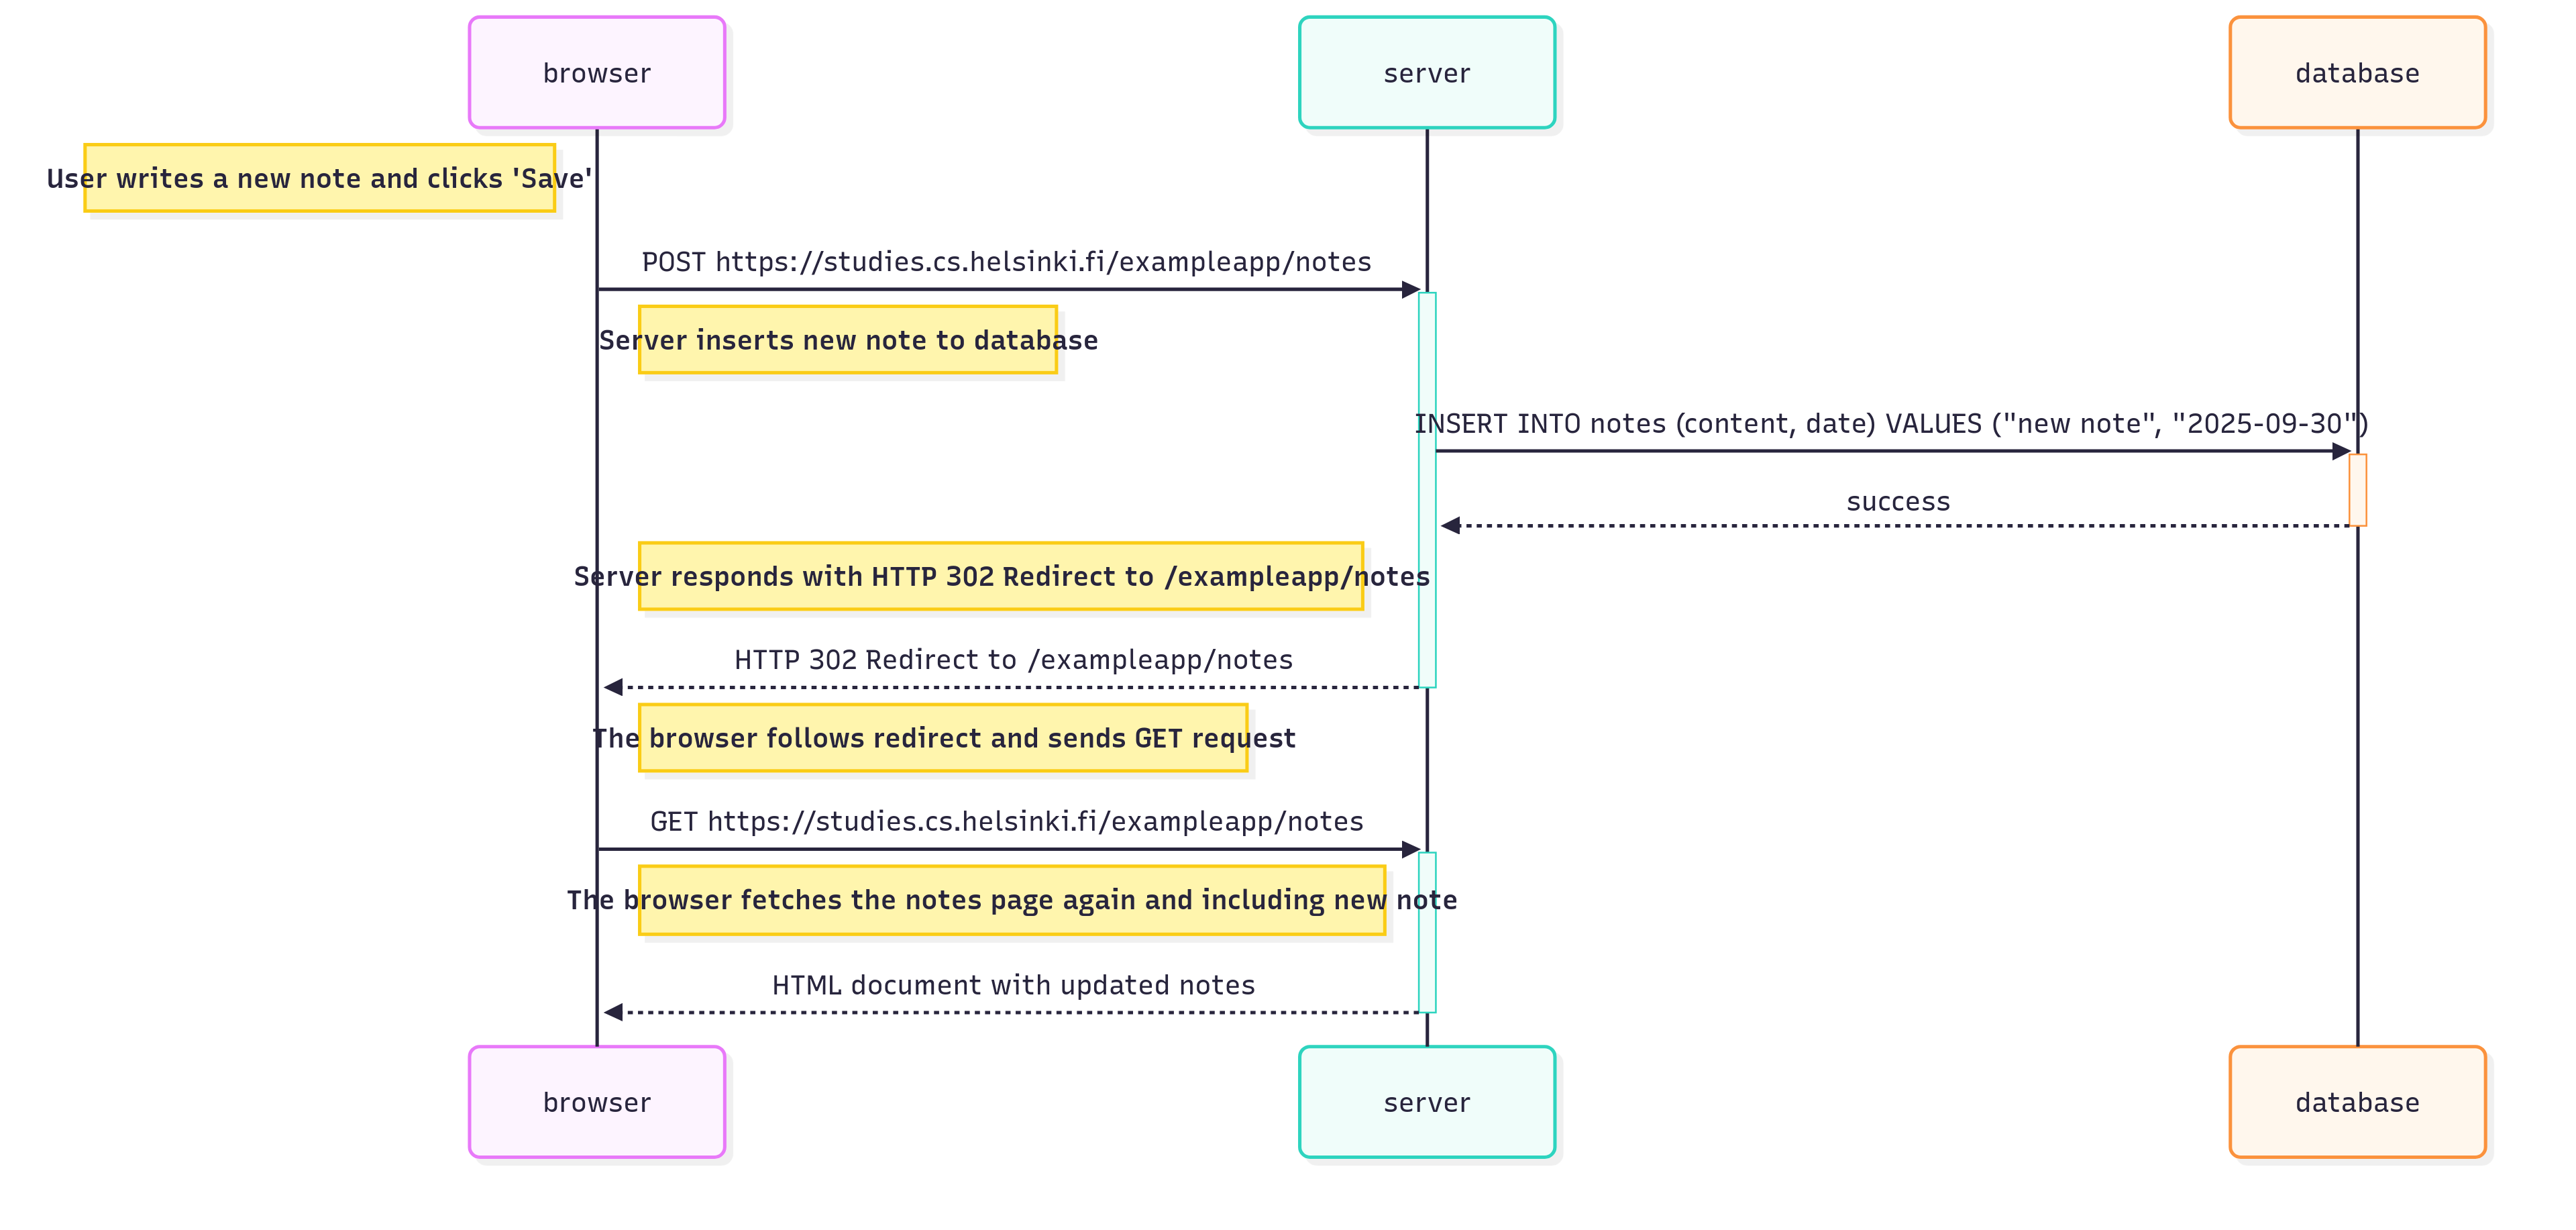 browser
server
database
User writes a new note and clicks 'Save'
POST https://studies.cs.helsinki.fi/exampleapp/notes
Server inserts new note to database
INSERT INTO notes (content, date) VALUES ("new note", "2025-09-30")
success
Server responds with HTTP 302 Redirect to /exampleapp/notes
HTTP 302 Redirect to /exampleapp/notes
The browser follows redirect and sends GET request
GET https://studies.cs.helsinki.fi/exampleapp/notes
The browser fetches the notes page again and including new note
HTML document with updated notes
browser
server
database